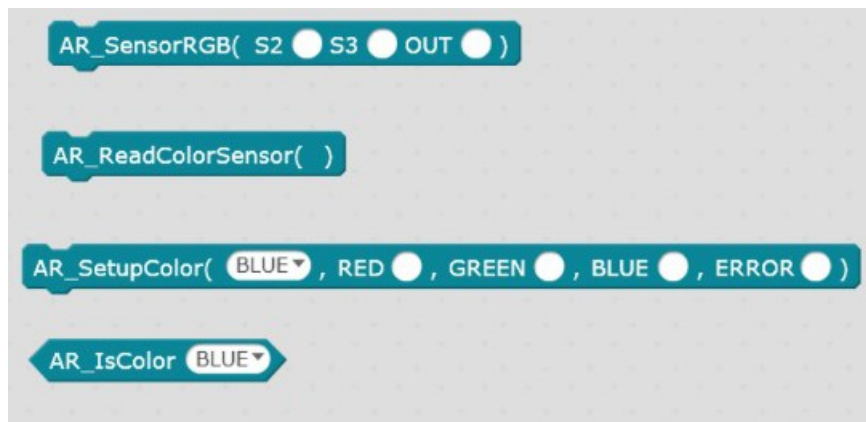 AR_SensorRGB( S2 S3 OUT )
AR_ReadColorSensor( )
AR_SetupColor( BLUE , RED , GREEN , BLUE , ERROR )
AR_IsColor BLUE